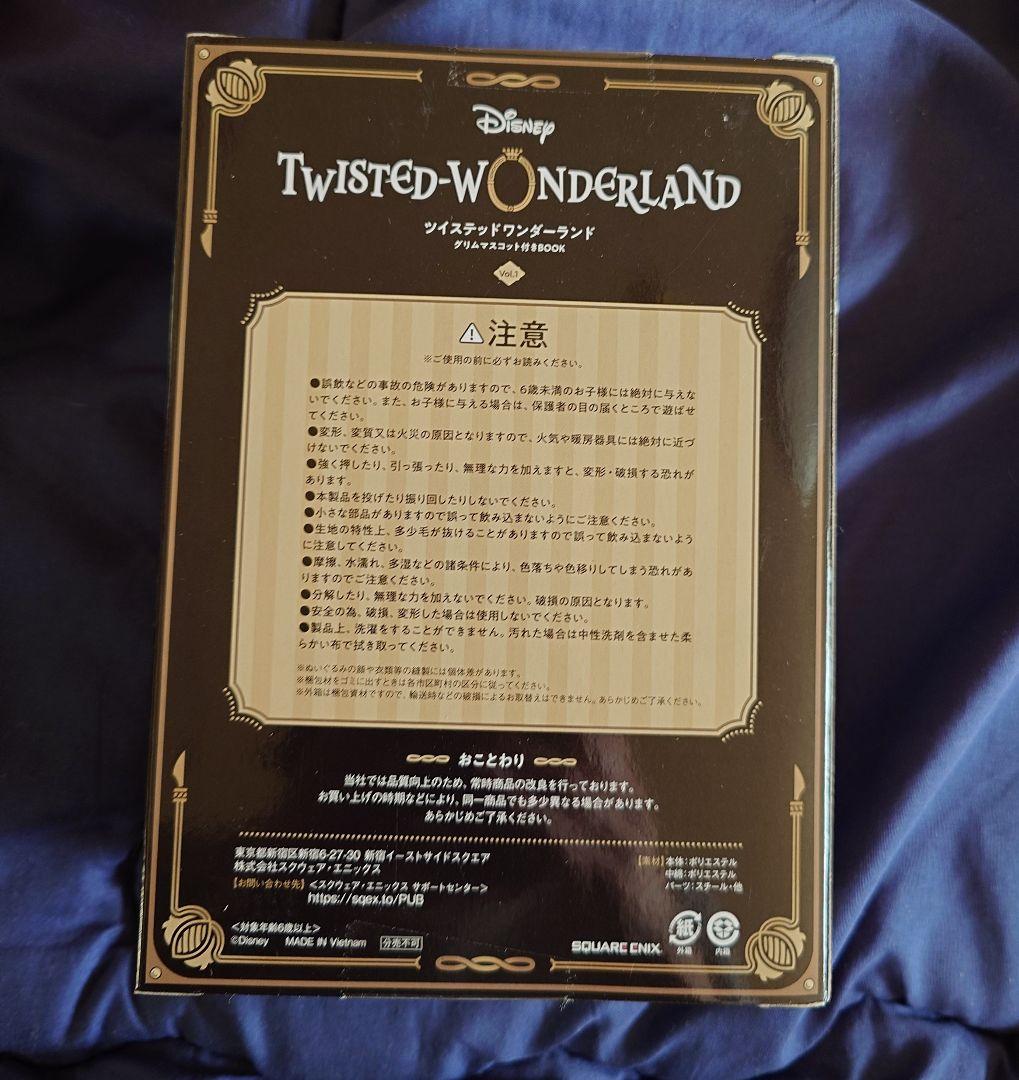 Disney
TWISTED-WONDERLAND
ツイステッドワンダーランド
グリムマスコット付きBOOK
Vol.1
注意
※ご使用の前に必ずお読みください。
●誤飲などの事故の危険がありますので、6歳未満のお子様には絶対に与えな
いでください。また、お子様に与える場合は、保護者の目の届くところで遊ばせ
てください。
●変形、変質又は火災の原因となりますので、火気や暖房器具には絶対に近づ
けないでください。
●強く押したり、引っ張ったり、無理な力を加えますと、変形・破損する恐れが
あります。
●本製品を投げたり振り回したりしないでください。
●小さな部品がありますので誤って飲み込まないようにご注意ください。
●生地の特性上、多少毛が抜けることがありますので誤って飲み込まないよう
に注意してください。
●摩擦、水濡れ、多湿などの諸条件により、色落ちや色移りしてしまう恐れがあ
りますのでご注意ください。
●分解したり、無理な力を加えないでください。破損の原因となります。
●安全の為、破損、変形した場合は使用しないでください。
●製品上、洗濯をすることができません。汚れた場合は中性洗剤を含ませた柔
らかい布で拭き取ってください。
※ぬいぐるみの顔や衣類等の縫製には個体差があります。
※梱包材をゴミに出すときは各市区町村の区分に従ってください。
※外箱は梱包資材ですので、輸送時などの破損によるお取替えはできません。あらかじめご了承ください。
おことわり
当社では品質向上のため、常時商品の改良を行っております。
お買い上げの時期などにより、同一商品でも多少異なる場合があります。
あらかじめご了承ください。
東京都新宿区新宿6-27-30 新宿イーストサイドスクエア
株式会社スクウェア・エニックス
【お問い合わせ先】＜スクウェア・エニックス サポートセンター＞
https://sqex.to/PUB
【素材】本体：ポリエステル
中綿：ポリエステル
パーツ：スチール・他
＜対象年齢6歳以上＞
©Disney MADE IN Vietnam 分売不可
SQUARE ENIX.
紙
外箱
内箱